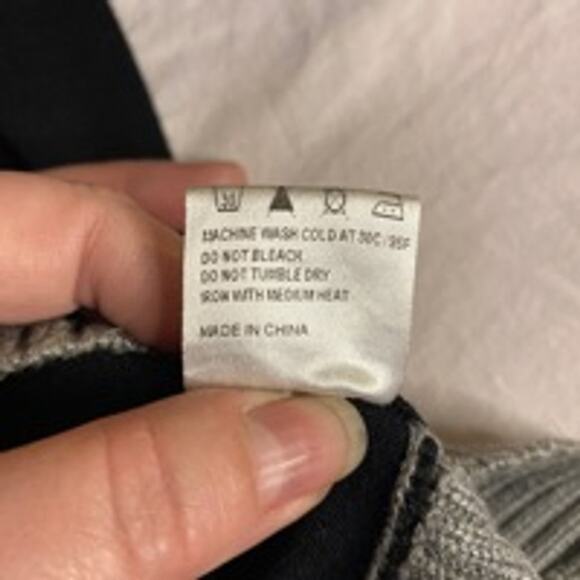 30
MACHINE WASH COLD AT 30C/95F
DO NOT BLEACH
DO NOT TUMBLE DRY
IRON WITH MEDIUM HEAT
MADE IN CHINA